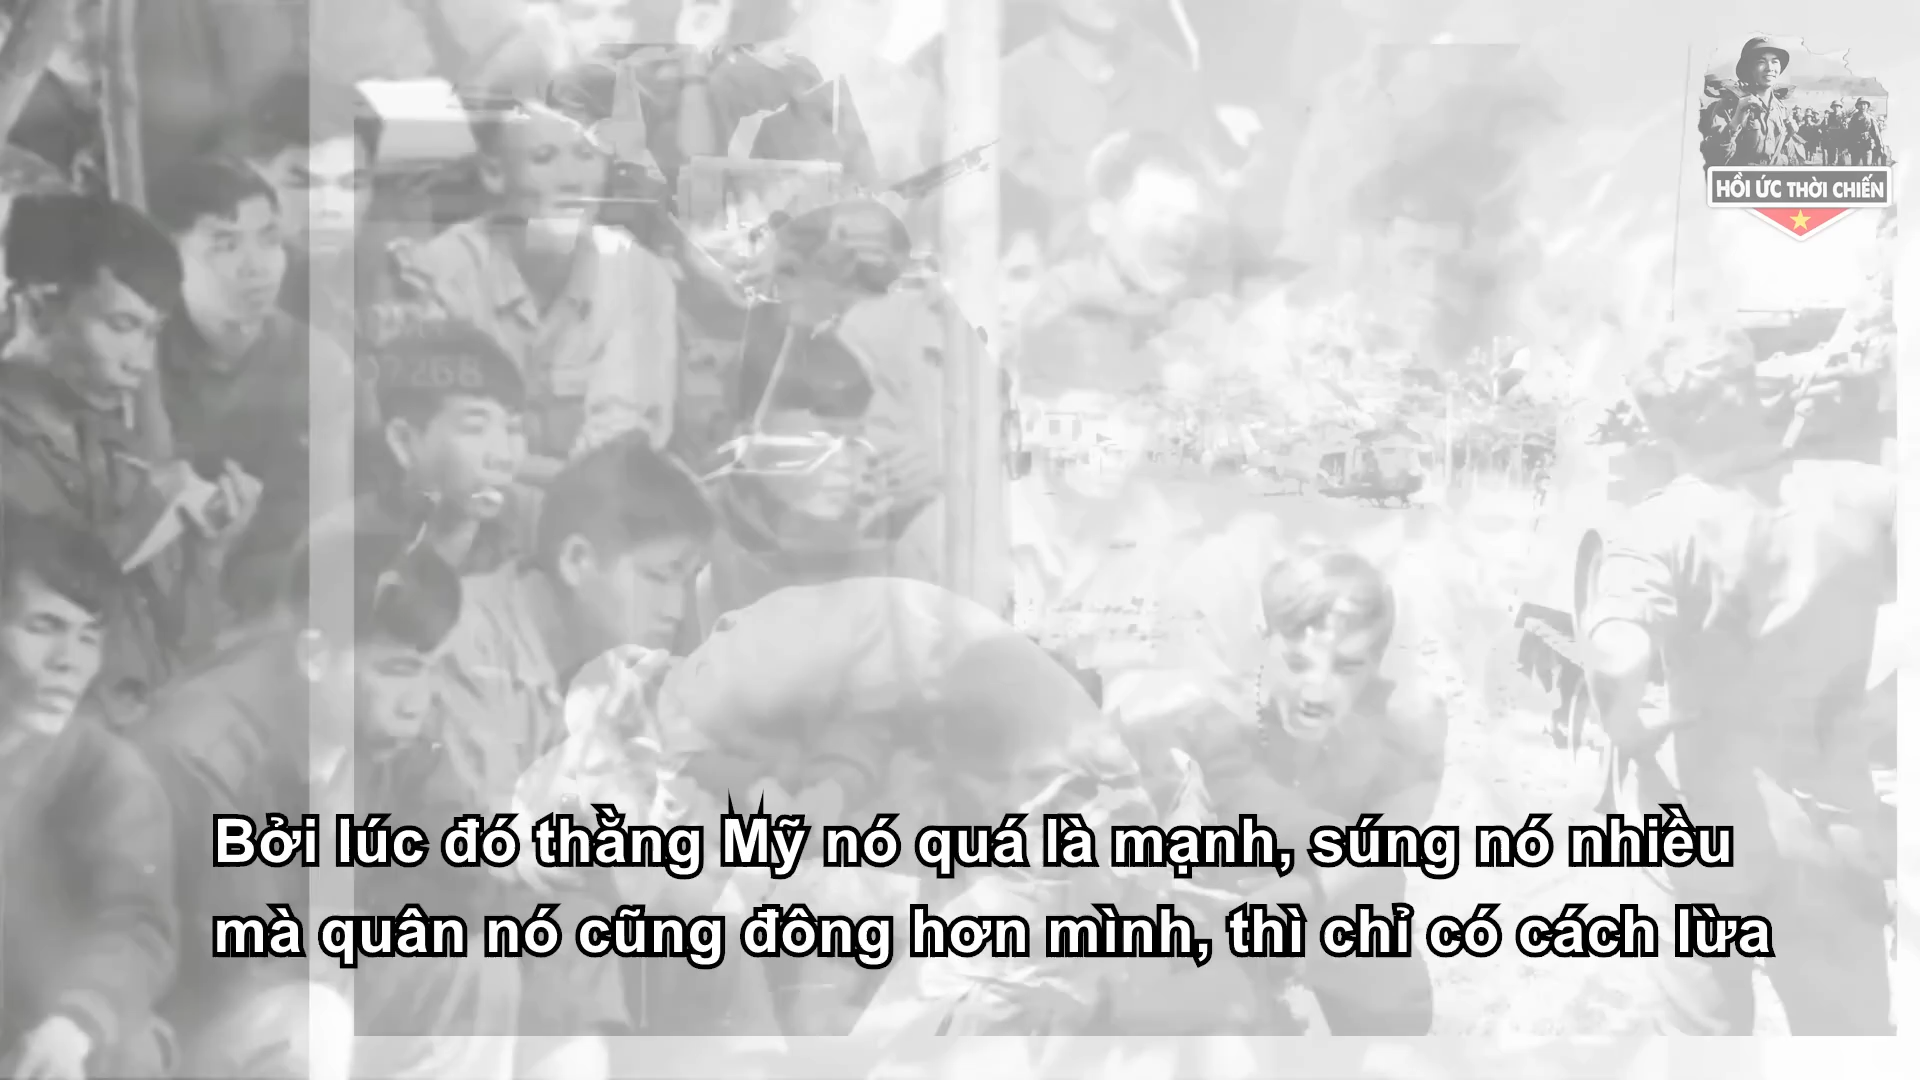 HỒI ỨC THỜI CHIẾN
07268
Bởi lúc đó thằng Mỹ nó quá là mạnh, súng nó nhiều
mà quân nó cũng đông hơn mình, thì chỉ có cách lừa